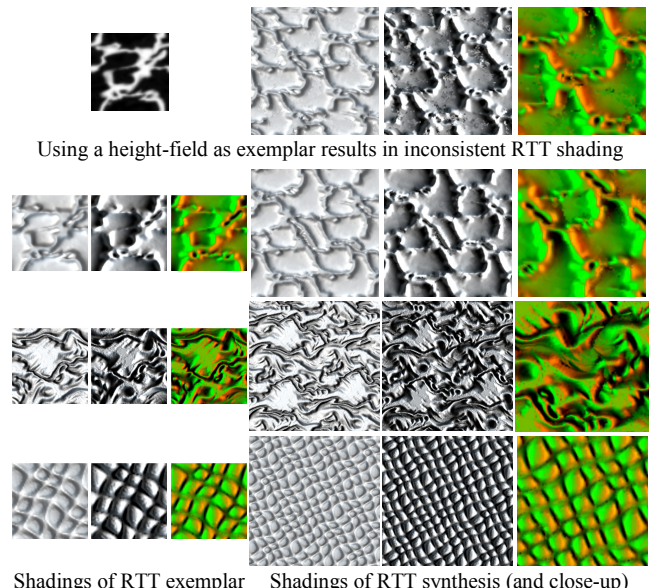 Using a height-field as exemplar results in inconsistent RTT shading
Shadings of RTT exemplar Shadings of RTT synthesis (and close-up)